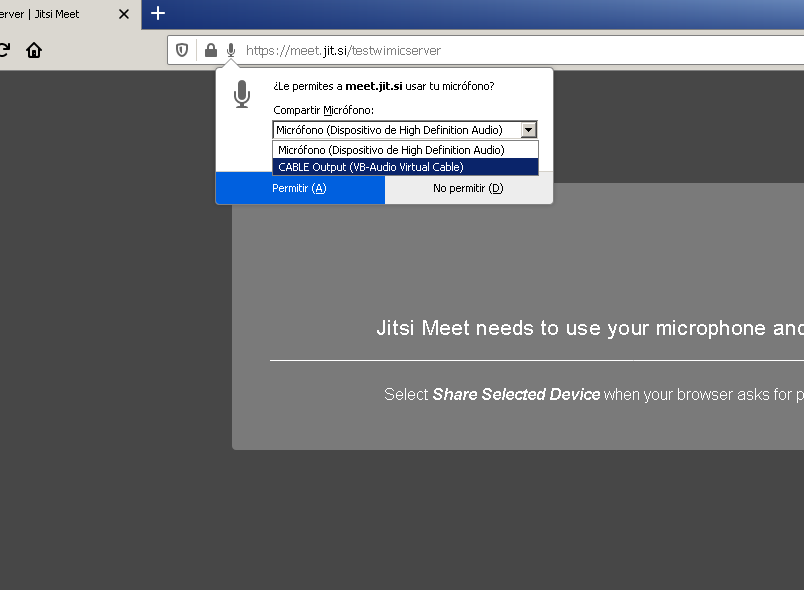 erver | Jitsi Meet
https://meet.jit.si/testwimicserver
¿Le permites a meet.jit.si usar tu micrófono?
Compartir Micrófono:
Micrófono (Dispositivo de High Definition Audio)
Micrófono (Dispositivo de High Definition Audio)
CABLE Output (VB-Audio Virtual Cable)
Permitir (A) No permitir (D)
Jitsi Meet needs to use your microphone and
Select Share Selected Device when your browser asks for p